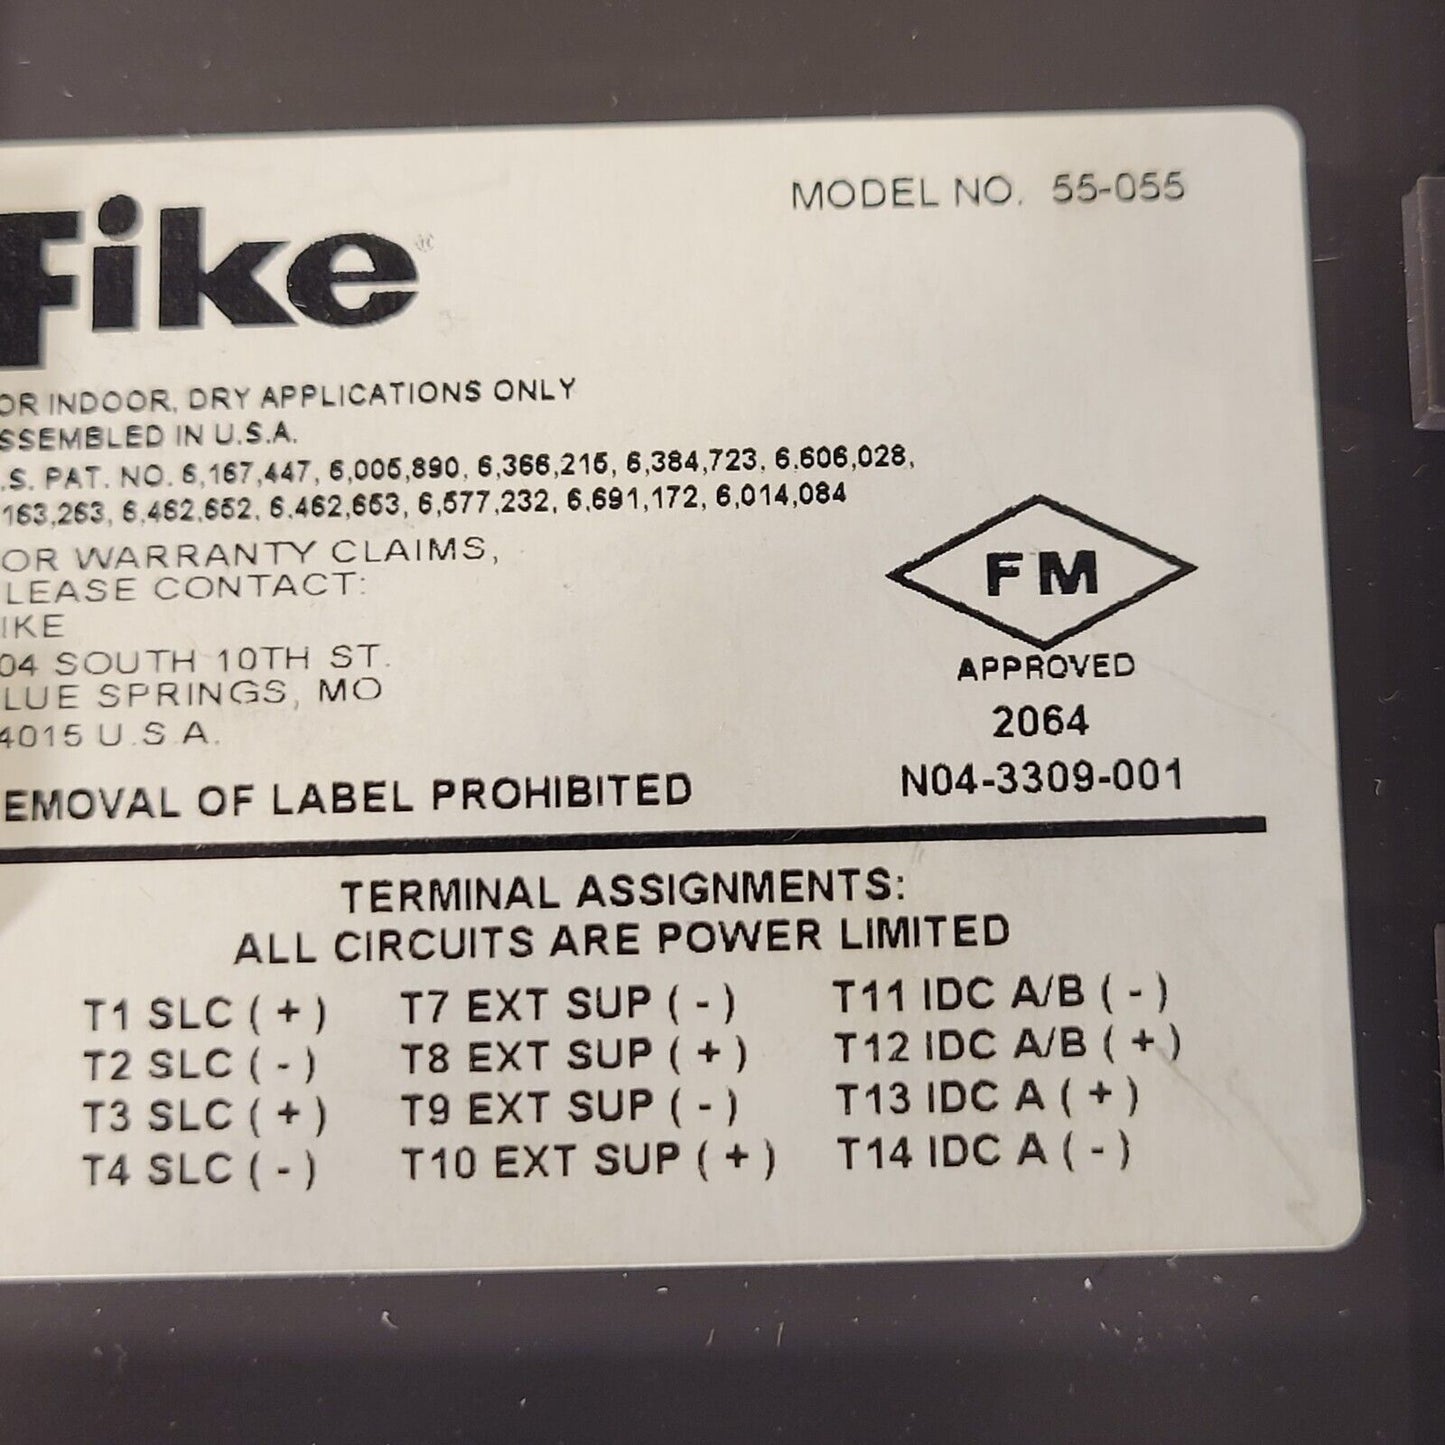 Fike®
MODEL NO. 55-055
OR INDOOR, DRY APPLICATIONS ONLY
SSEMBLED IN U.S.A.
.S. PAT. NO. 6,167,447, 6,005,890, 6,366,215, 6,384,723, 6,606,028,
163,263, 6,462,652, 6,462,653, 6,577,232, 6,691,172, 6,014,084
OR WARRANTY CLAIMS,
LEASE CONTACT:
IKE
04 SOUTH 10TH ST.
LUE SPRINGS, MO
4015 U.S.A.
EMOVAL OF LABEL PROHIBITED
FM
APPROVED
2064
N04-3309-001
TERMINAL ASSIGNMENTS:
ALL CIRCUITS ARE POWER LIMITED
T1 SLC ( + )
T2 SLC ( - )
T3 SLC ( + )
T4 SLC ( - )
T7 EXT SUP ( - )
T8 EXT SUP ( + )
T9 EXT SUP ( - )
T10 EXT SUP ( + )
T11 IDC A/B ( - )
T12 IDC A/B ( + )
T13 IDC A ( + )
T14 IDC A ( - )